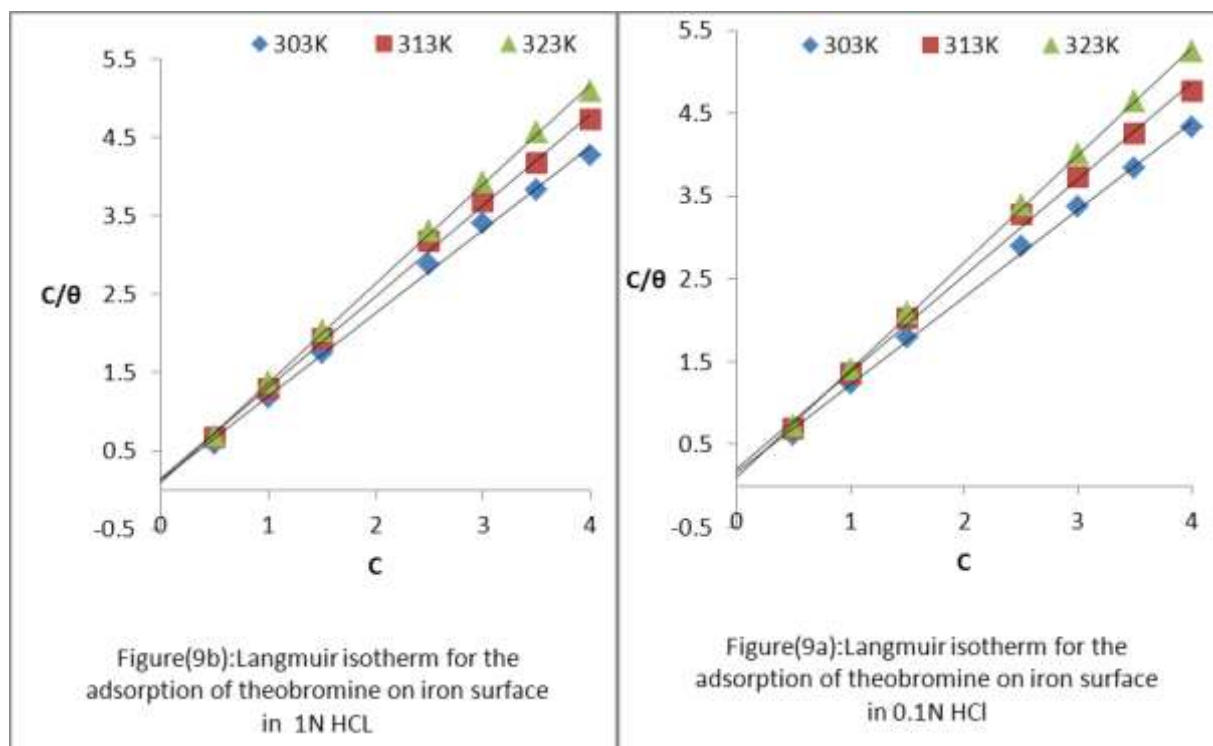 303K 313K 323K
5.5
4.5
3.5
C/θ
2.5
1.5
0.5
-0.5
0 1 2 3 4
C
Figure(9b):Langmuir isotherm for the
adsorption of theobromine on iron surface
in 1N HCL
303K 313K 323K
5.5
4.5
3.5
C/θ
2.5
1.5
0.5
-0.5
0 1 2 3 4
C
Figure(9a):Langmuir isotherm for the
adsorption of theobromine on iron surface
in 0.1N HCl